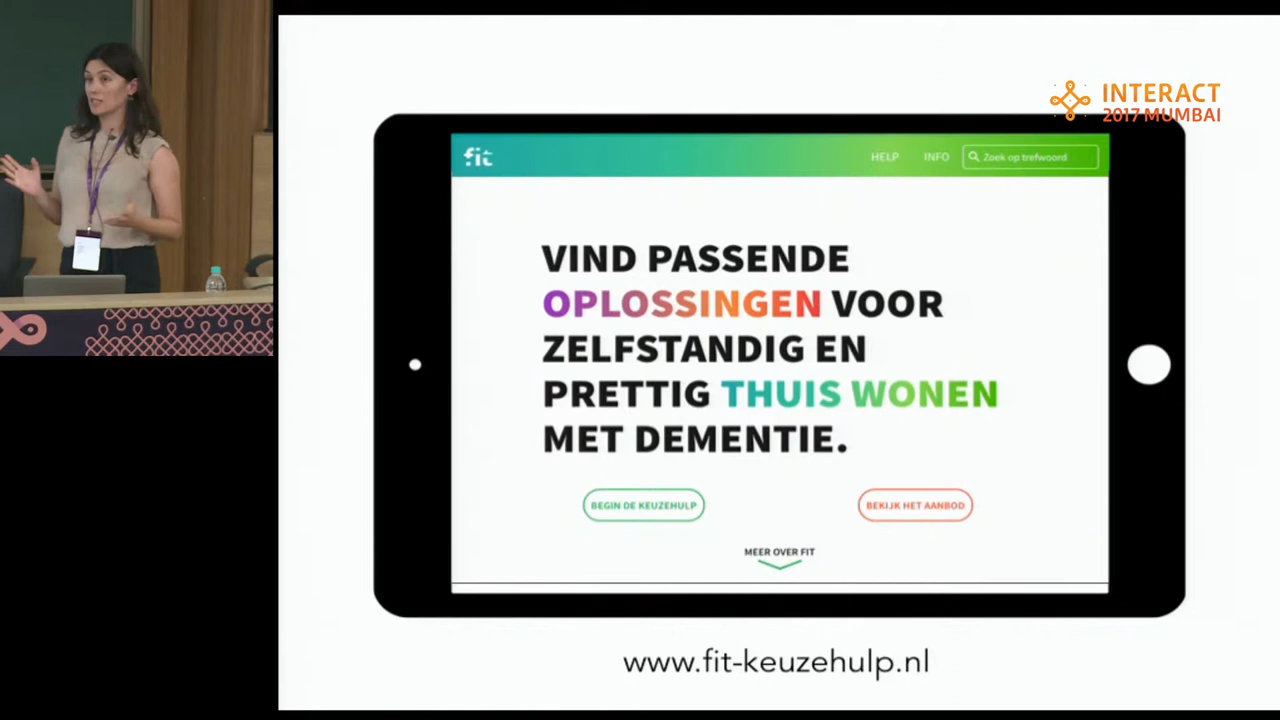 INTERACT
2017 MUMBAI
fit
HELP
INFO
Zoek op trefwoord
VIND PASSENDE
OPLOSSINGEN VOOR
ZELFSTANDIG EN
PRETTIG THUIS WONEN
MET DEMENTIE.
BEGIN DE KEUZEHULP
BEKIJK HET AANBOD
MEER OVER FIT
www.fit-keuzehulp.nl